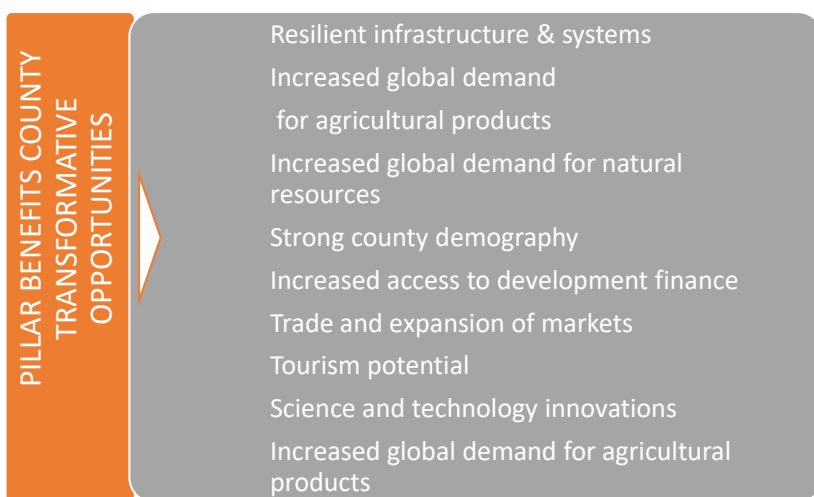 PILLAR BENEFITS COUNTY
TRANSFORMATIVE
OPPORTUNITIES
Resilient infrastructure & systems
Increased global demand
for agricultural products
Increased global demand for natural
resources
Strong county demography
Increased access to development finance
Trade and expansion of markets
Tourism potential
Science and technology innovations
Increased global demand for agricultural
products